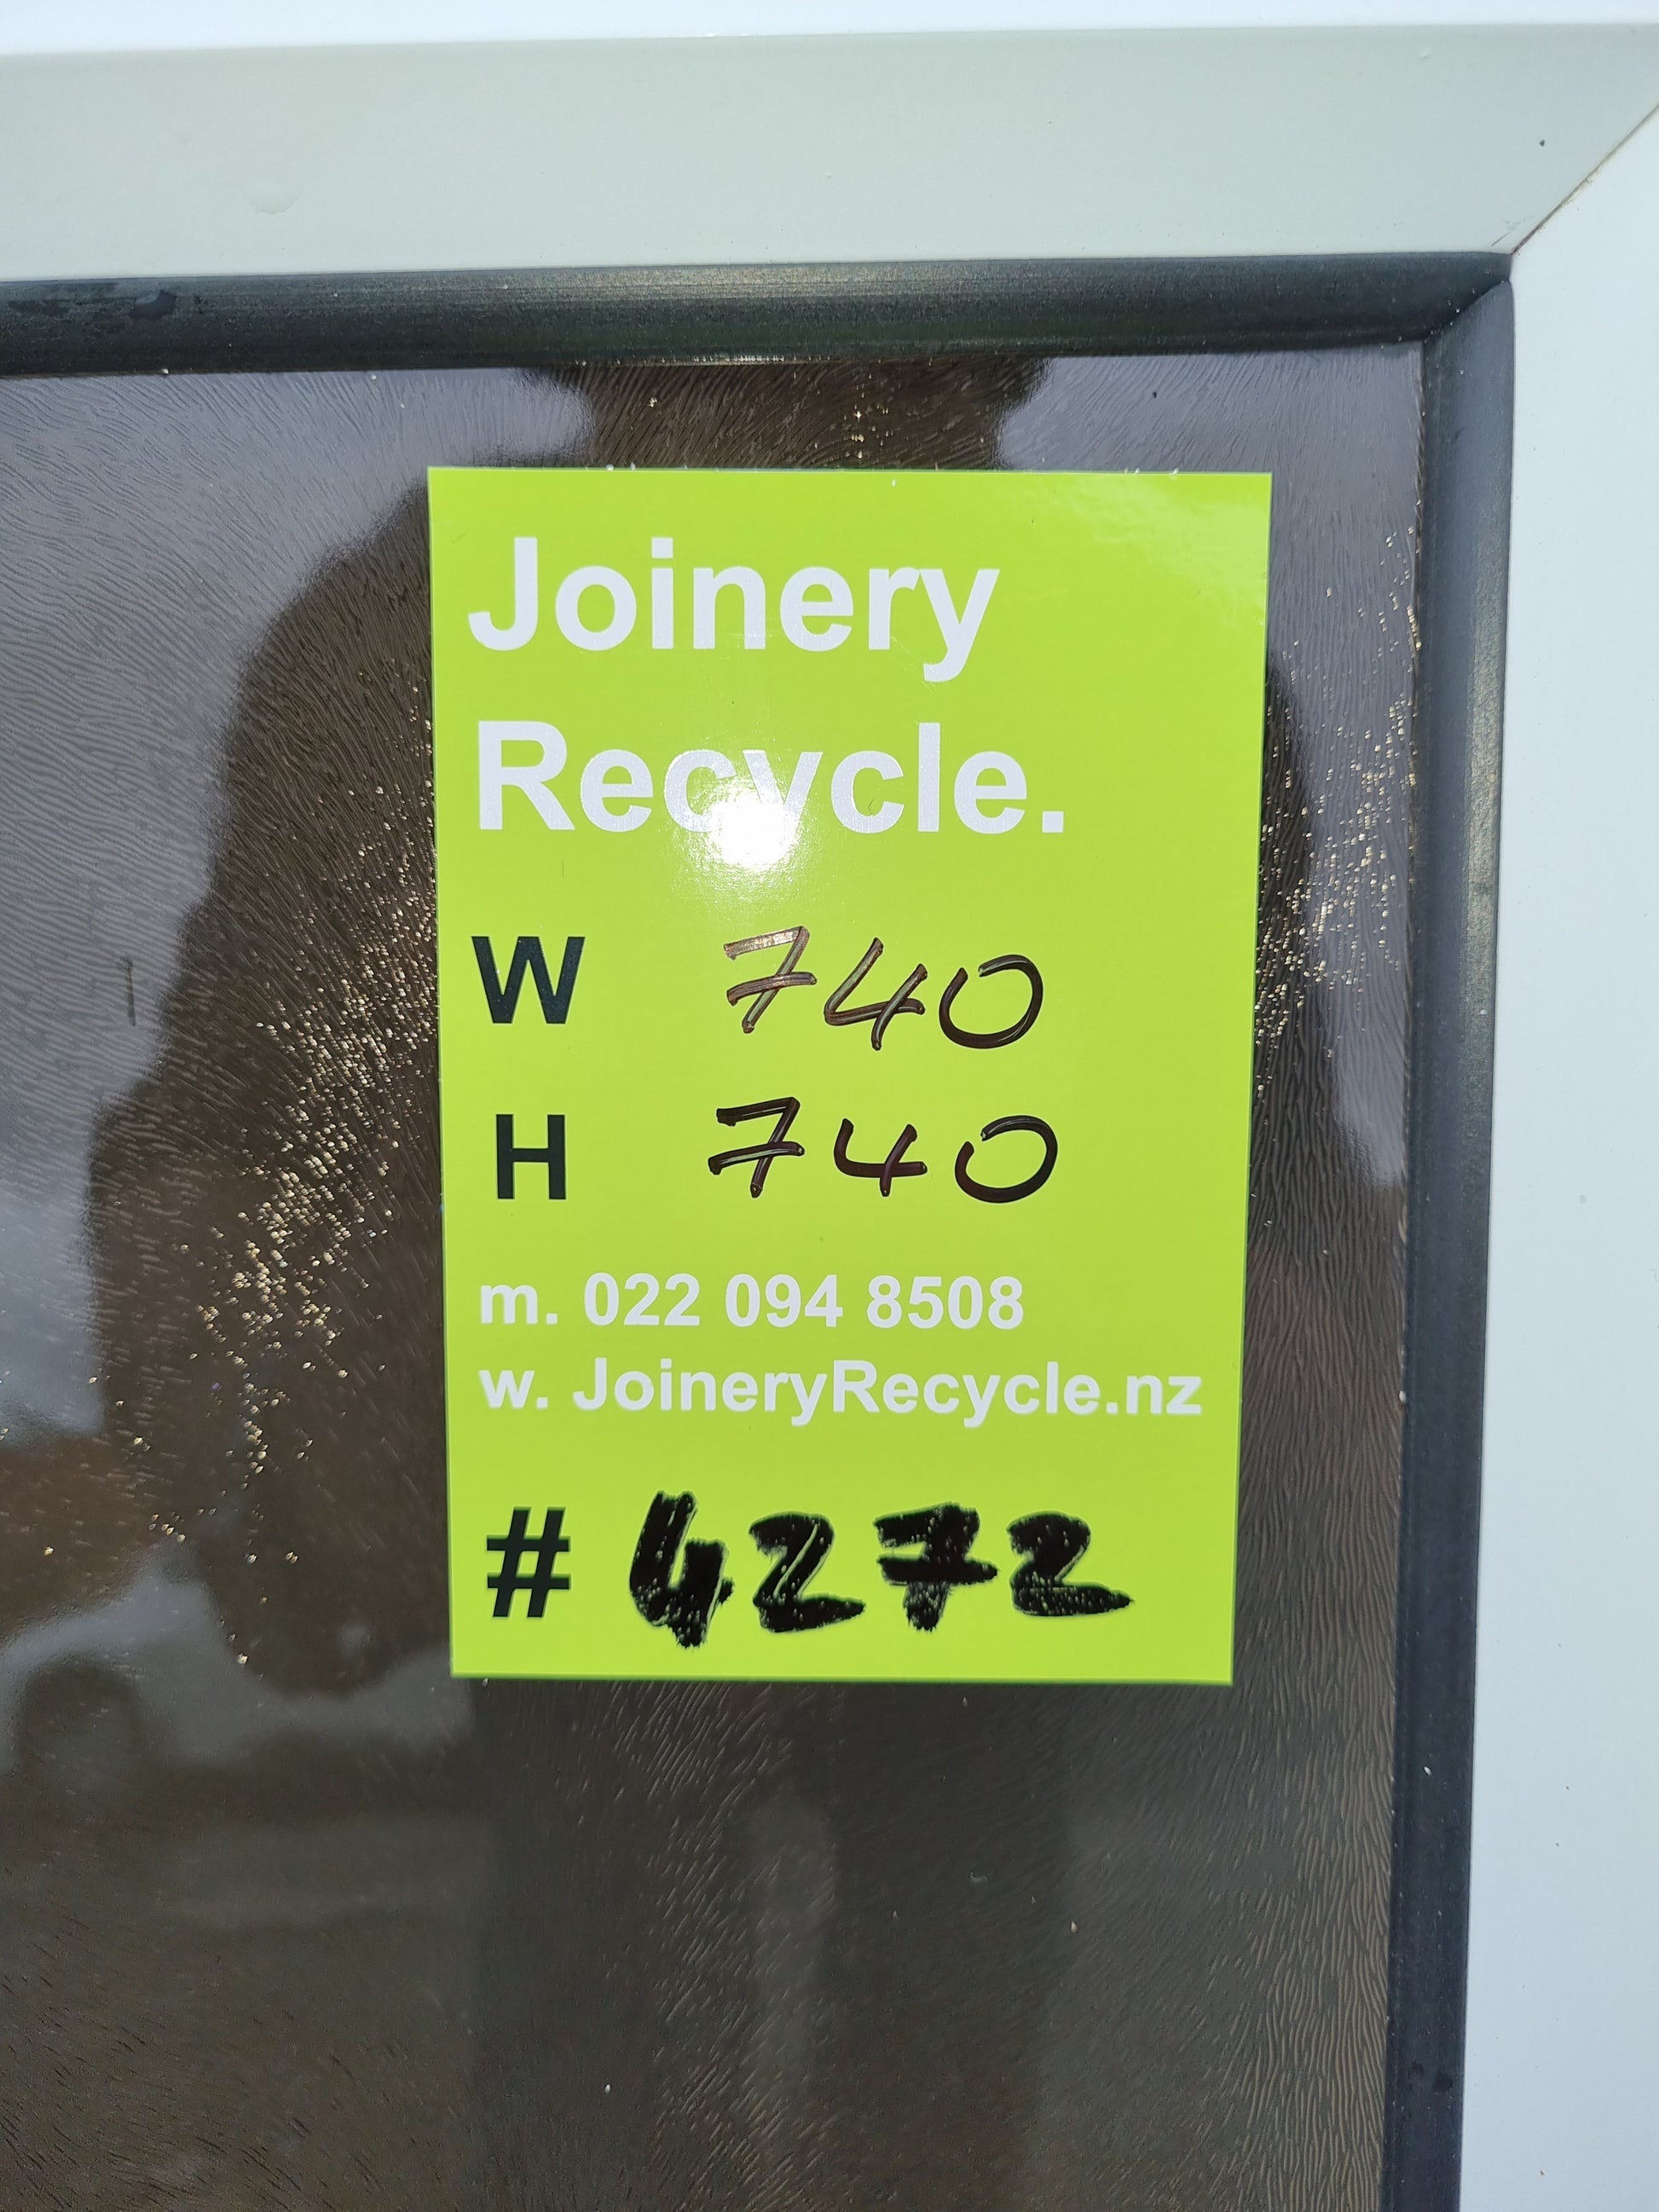 Joinery
Recycle.
W 740
H 740
m. 022 094 8508
w. JoineryRecycle.nz
# 4272